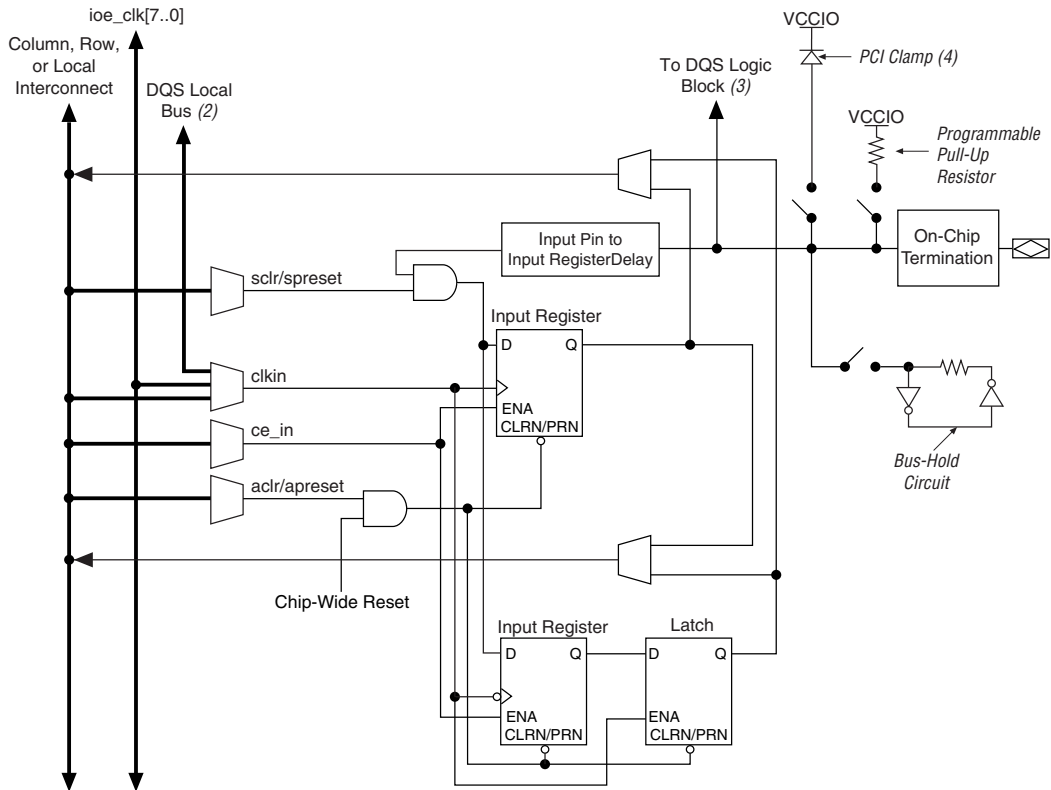 ioe_clk[7..0]
Column, Row,
or Local
Interconnect
DQS Local
Bus (2)
To DQS Logic
Block (3)
VCCIO
PCI Clamp (4)
VCCIO
Programmable
Pull-Up
Resistor
Input Pin to
Input RegisterDelay
On-Chip
Termination
sclr/spreset
Input Register
D
Q
ENA
CLRN/PRN
clkin
ce_in
aclr/apreset
Bus-Hold
Circuit
Chip-Wide Reset
Input Register
D
Q
ENA
CLRN/PRN
Latch
D
Q
ENA
CLRN/PRN